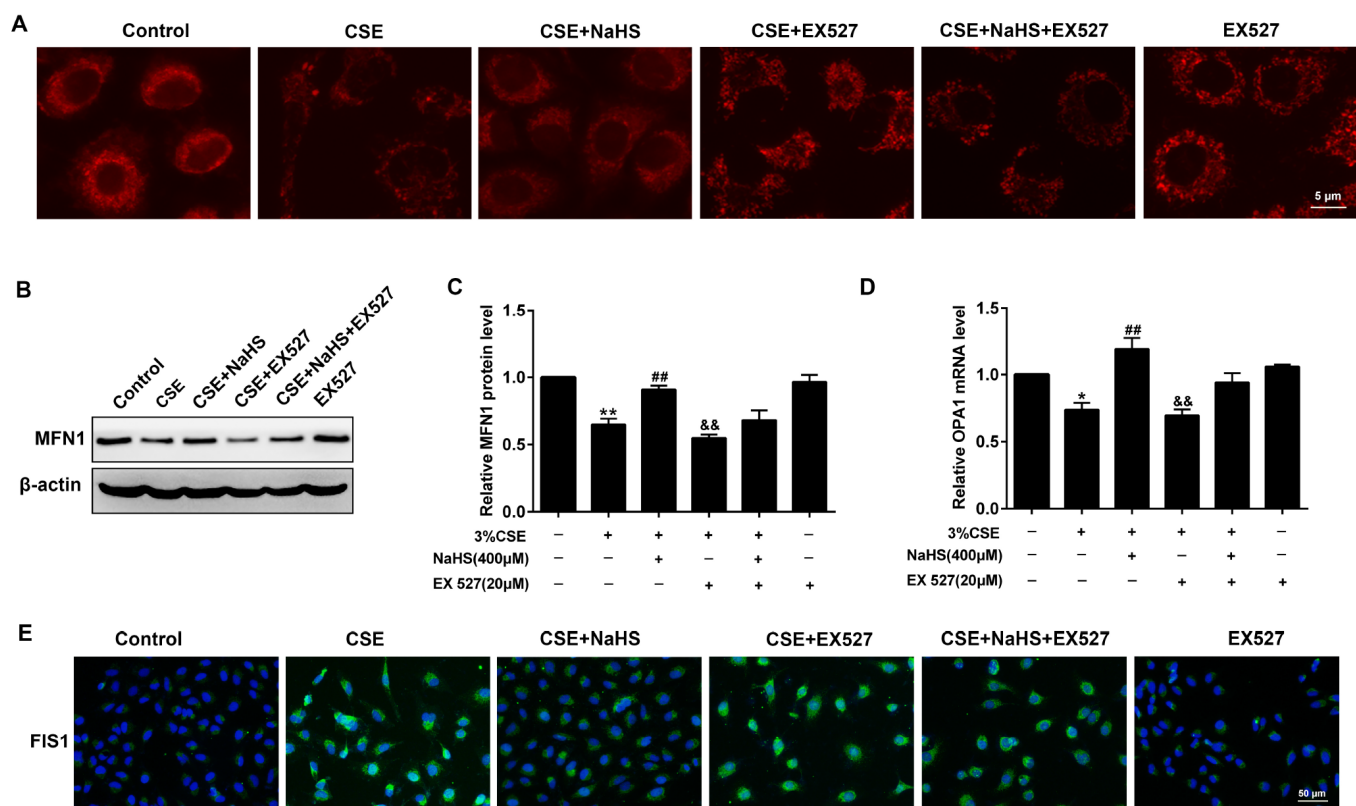 A
Control CSE CSE+NaHS CSE+EX527 CSE+NaHS+EX527 EX527
5 µm
B
Control CSE CSE+NaHS CSE+EX527 CSE+NaHS+EX527 EX527
MFN1
β-actin
C
Relative MFN1 protein level
1.5
1.0
0.5
0.0
** ## &&
3%CSE − + + + + −
NaHS(400µM) − − + − + −
EX 527(20µM) − − − + + +
D
Relative OPA1 mRNA level
1.5
1.0
0.5
0.0
* ## &&
3%CSE − + + + + −
NaHS(400µM) − − + − + −
EX 527(20µM) − − − + + +
E
Control CSE CSE+NaHS CSE+EX527 CSE+NaHS+EX527 EX527
FIS1
50 µm